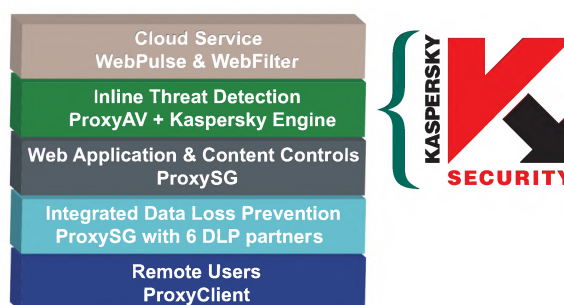 Cloud Service
WebPulse & WebFilter
Inline Threat Detection
ProxyAV + Kaspersky Engine
Web Application & Content Controls
ProxySG
Integrated Data Loss Prevention
ProxySG with 6 DLP partners
Remote Users
ProxyClient
KASPERSKY
SECURITY